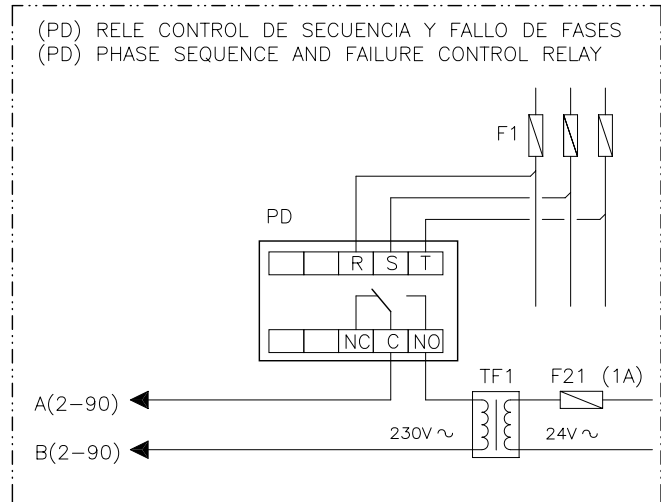 (PD) RELE CONTROL DE SECUENCIA Y FALLO DE FASES
(PD) PHASE SEQUENCE AND FAILURE CONTROL RELAY
F1
PD
R S T
NC C NO
TF1 F21 (1A)
A(2-90)
230V~ 24V~
B(2-90)